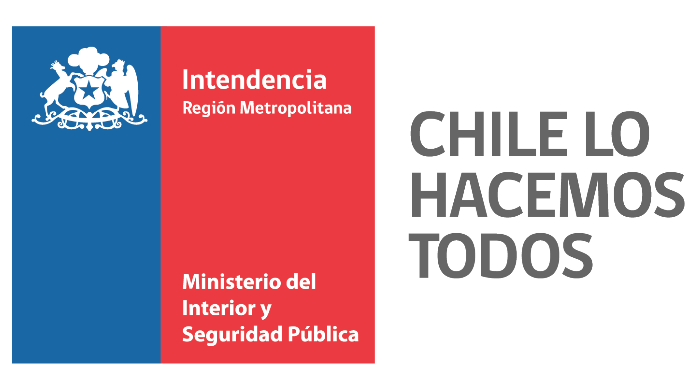 Intendencia
Región Metropolitana
Ministerio del
Interior y
Seguridad Pública
CHILE LO
HACEMOS
TODOS